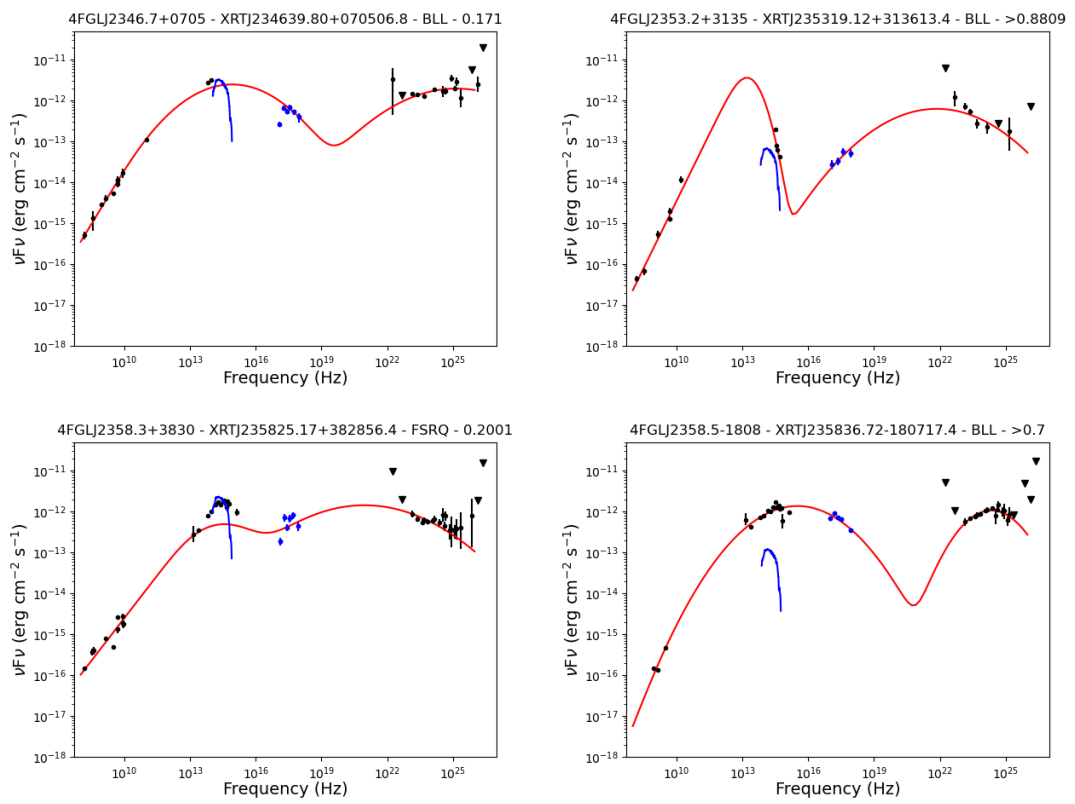 4FGLJ2346.7+0705 - XRTJ234639.80+070506.8 - BLL - 0.171
νFν (erg cm⁻² s⁻¹)
10⁻¹¹
10⁻¹²
10⁻¹³
10⁻¹⁴
10⁻¹⁵
10⁻¹⁶
10⁻¹⁷
10⁻¹⁸
10¹⁰ 10¹³ 10¹⁶ 10¹⁹ 10²² 10²⁵
Frequency (Hz)
4FGLJ2353.2+3135 - XRTJ235319.12+313613.4 - BLL - >0.8809
νFν (erg cm⁻² s⁻¹)
10⁻¹¹
10⁻¹²
10⁻¹³
10⁻¹⁴
10⁻¹⁵
10⁻¹⁶
10⁻¹⁷
10⁻¹⁸
10¹⁰ 10¹³ 10¹⁶ 10¹⁹ 10²² 10²⁵
Frequency (Hz)
4FGLJ2358.3+3830 - XRTJ235825.17+382856.4 - FSRQ - 0.2001
νFν (erg cm⁻² s⁻¹)
10⁻¹¹
10⁻¹²
10⁻¹³
10⁻¹⁴
10⁻¹⁵
10⁻¹⁶
10⁻¹⁷
10⁻¹⁸
10¹⁰ 10¹³ 10¹⁶ 10¹⁹ 10²² 10²⁵
Frequency (Hz)
4FGLJ2358.5-1808 - XRTJ235836.72-180717.4 - BLL - >0.7
νFν (erg cm⁻² s⁻¹)
10⁻¹¹
10⁻¹²
10⁻¹³
10⁻¹⁴
10⁻¹⁵
10⁻¹⁶
10⁻¹⁷
10⁻¹⁸
10¹⁰ 10¹³ 10¹⁶ 10¹⁹ 10²² 10²⁵
Frequency (Hz)